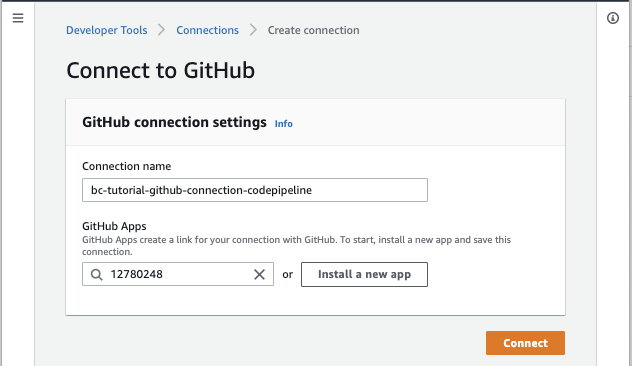 Developer Tools > Connections > Create connection
Connect to GitHub
GitHub connection settings Info
Connection name
bc-tutorial-github-connection-codepipeline
GitHub Apps
GitHub Apps create a link for your connection with GitHub. To start, install a new app and save this
connection.
12780248 or Install a new app
Connect